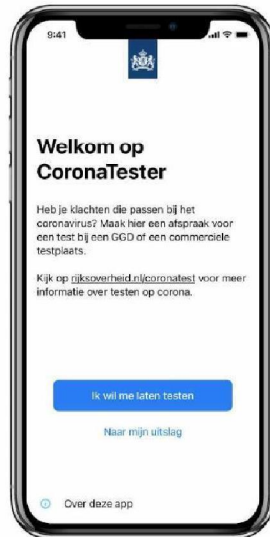 9:41
Welkom op
CoronaTester
Heb je klachten die passen bij het
coronavirus? Maak hier een afspraak voor
een test bij een GGD of een commerciele
testplaats.
Kijk op rijksoverheid.nl/coronatest voor meer
informatie over testen op corona.
Ik wil me laten testen
Naar mijn uitslag
Over deze app